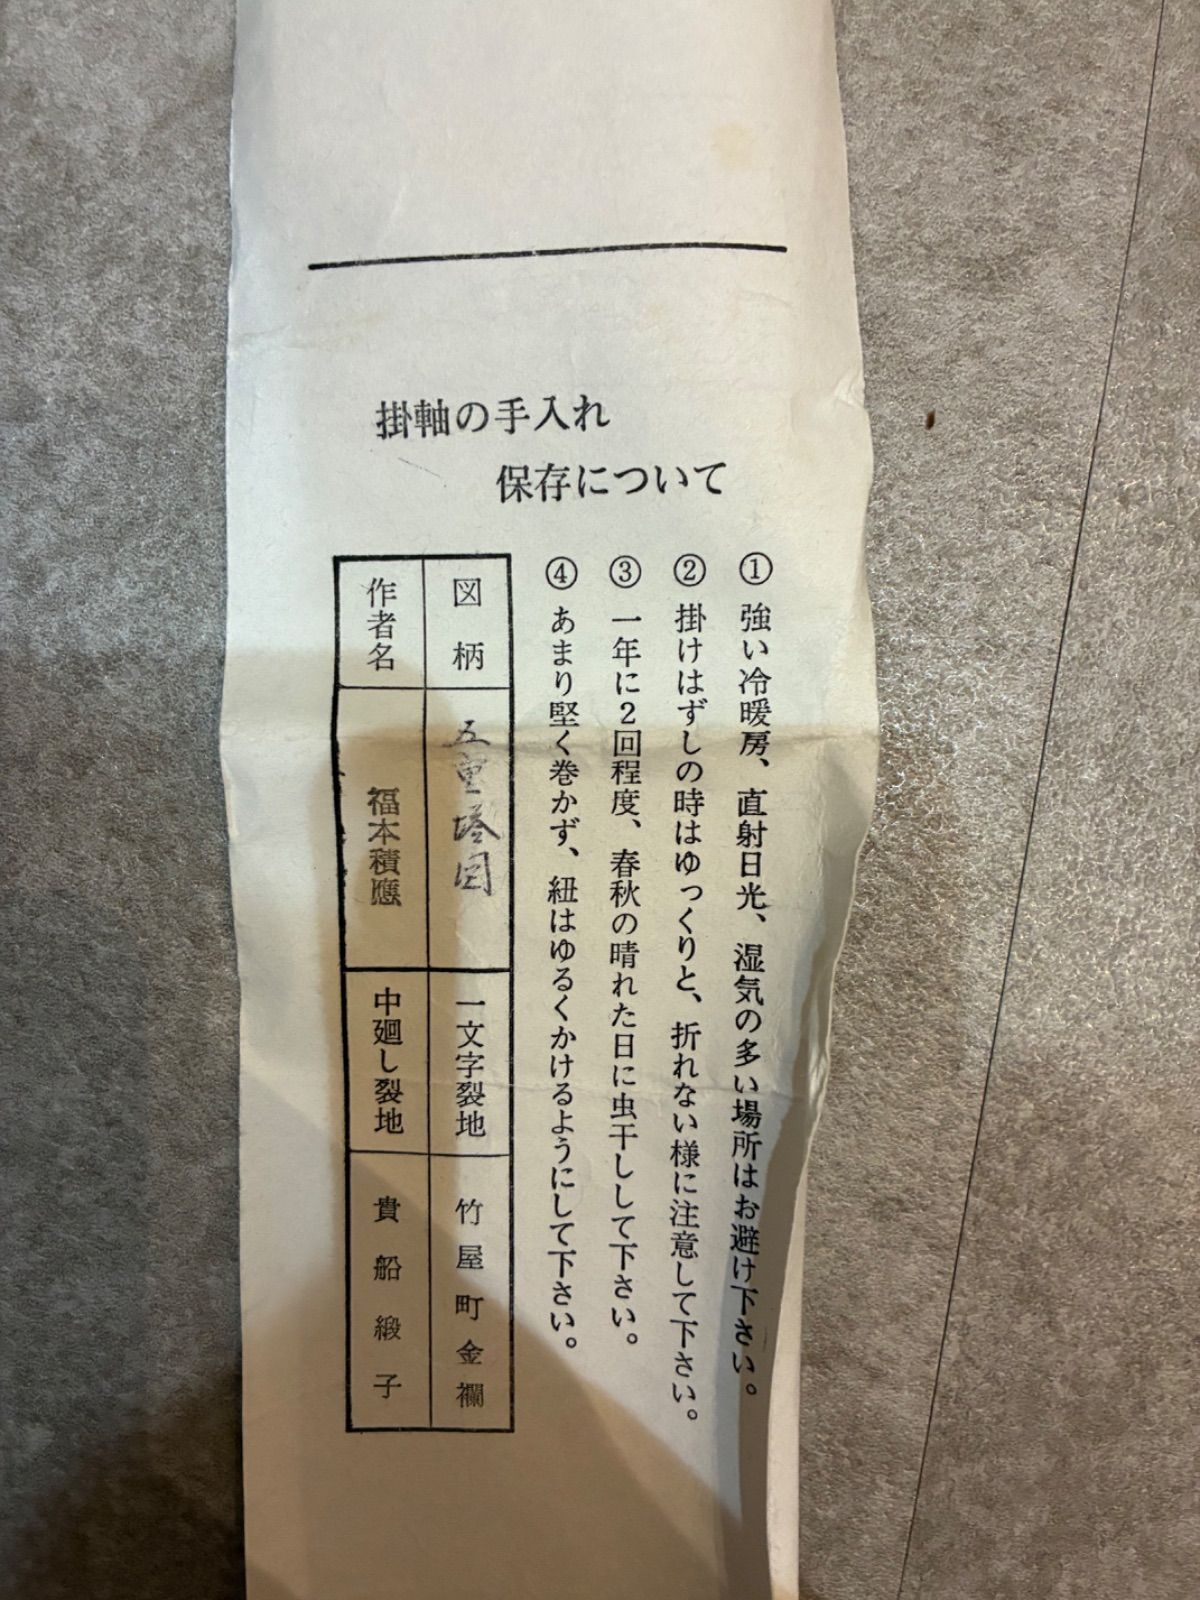 掛軸の手入れ
保存について
① 強い冷暖房、直射日光、湿気の多い場所はお避け下さい。
② 掛けはずしの時はゆっくりと、折れない様に注意して下さい。
③ 一年に2回程度、春秋の晴れた日に虫干しして下さい。
④ あまり堅く巻かず、紐はゆるくかけるようにして下さい。
図柄 五重塔図 一文字裂地 竹屋町金襴
作者名 福本積應 中廻し裂地 貴船緞子